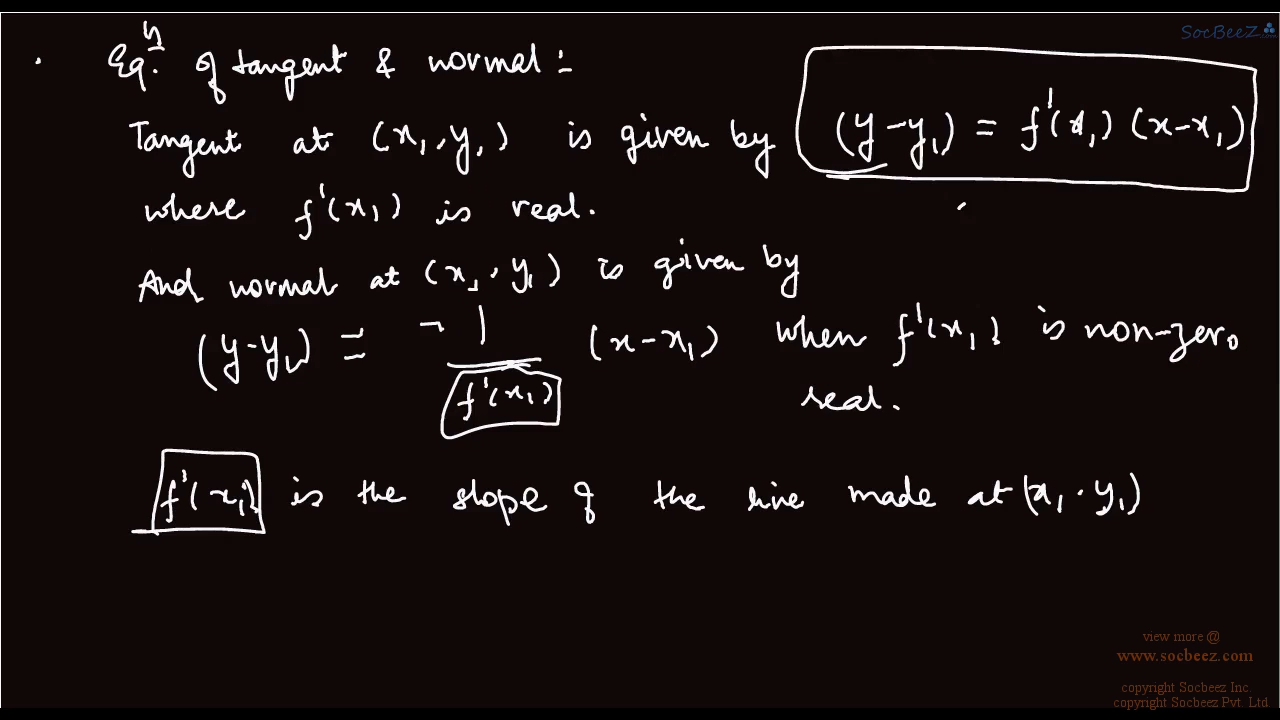 SocBeeZ
· Eqⁿ. of tangent & normal :-
Tangent at (x₁, y₁) is given by (y - y₁) = f'(x₁) (x - x₁)
where f'(x₁) is real.
And normal at (x₁, y₁) is given by
(y - y₁) = - 1 / f'(x₁) (x - x₁) when f'(x₁) is non-zero
real.
f'(x₁) is the slope of the line made at (x₁, y₁)
view more @
www.socbeez.com
copyright Socbeez Inc.
copyright Socbeez Pvt. Ltd.